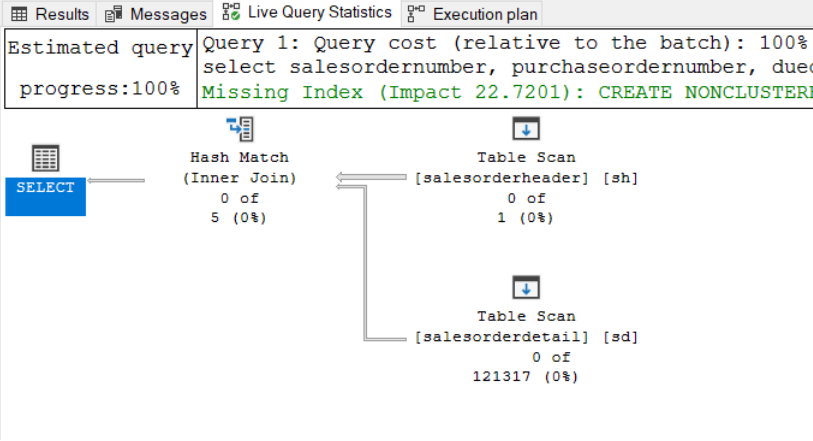 Results Messages Live Query Statistics Execution plan
Estimated query progress:100%
Query 1: Query cost (relative to the batch): 100%
select salesordernumber, purchaseordernumber,
Missing Index (Impact 22.7201): CREATE
SELECT
Hash Match
(Inner Join)
0 of
5 (0%)
Table Scan
[salesorderheader] [sh]
0 of
1 (0%)
Table Scan
[salesorderdetail] [sd]
0 of
121317 (0%)